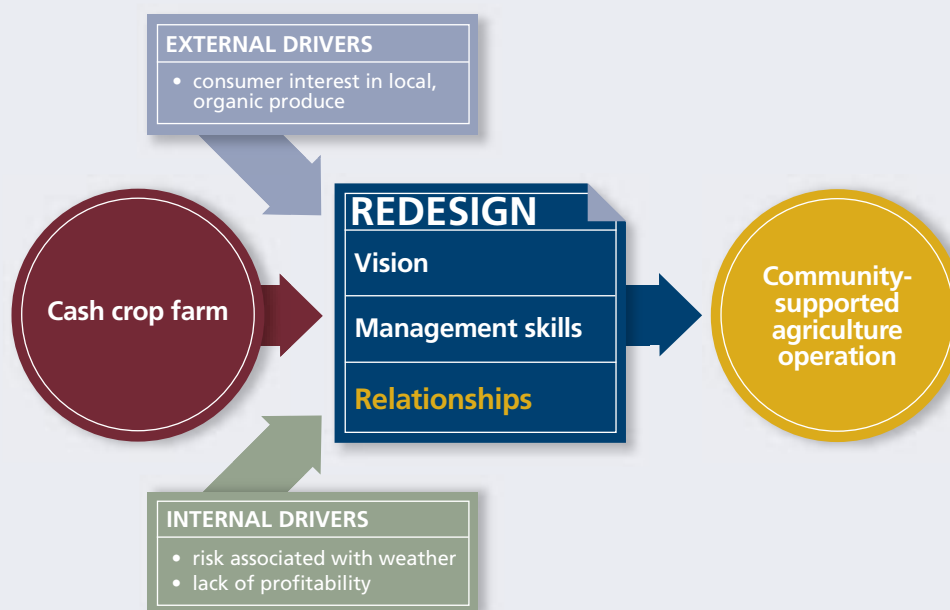 EXTERNAL DRIVERS
• consumer interest in local,
organic produce
Cash crop farm
REDESIGN
Vision
Management skills
Relationships
Community-
supported
agriculture
operation
INTERNAL DRIVERS
• risk associated with weather
• lack of profitability